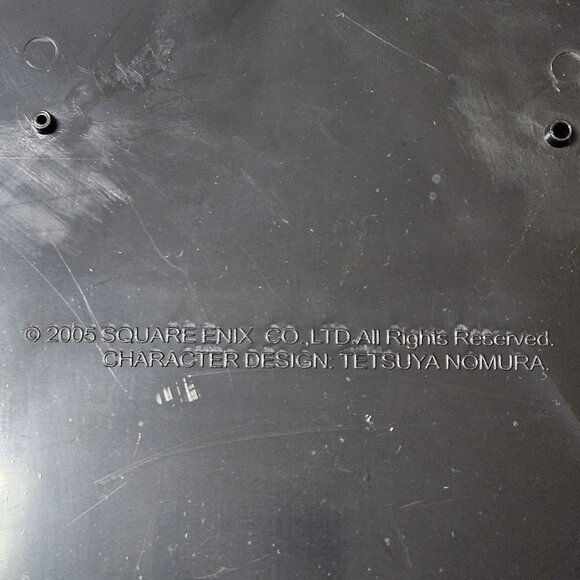 © 2005 SQUARE ENIX CO.,LTD.All Rights Reserved.
CHARACTER DESIGN: TETSUYA NOMURA.